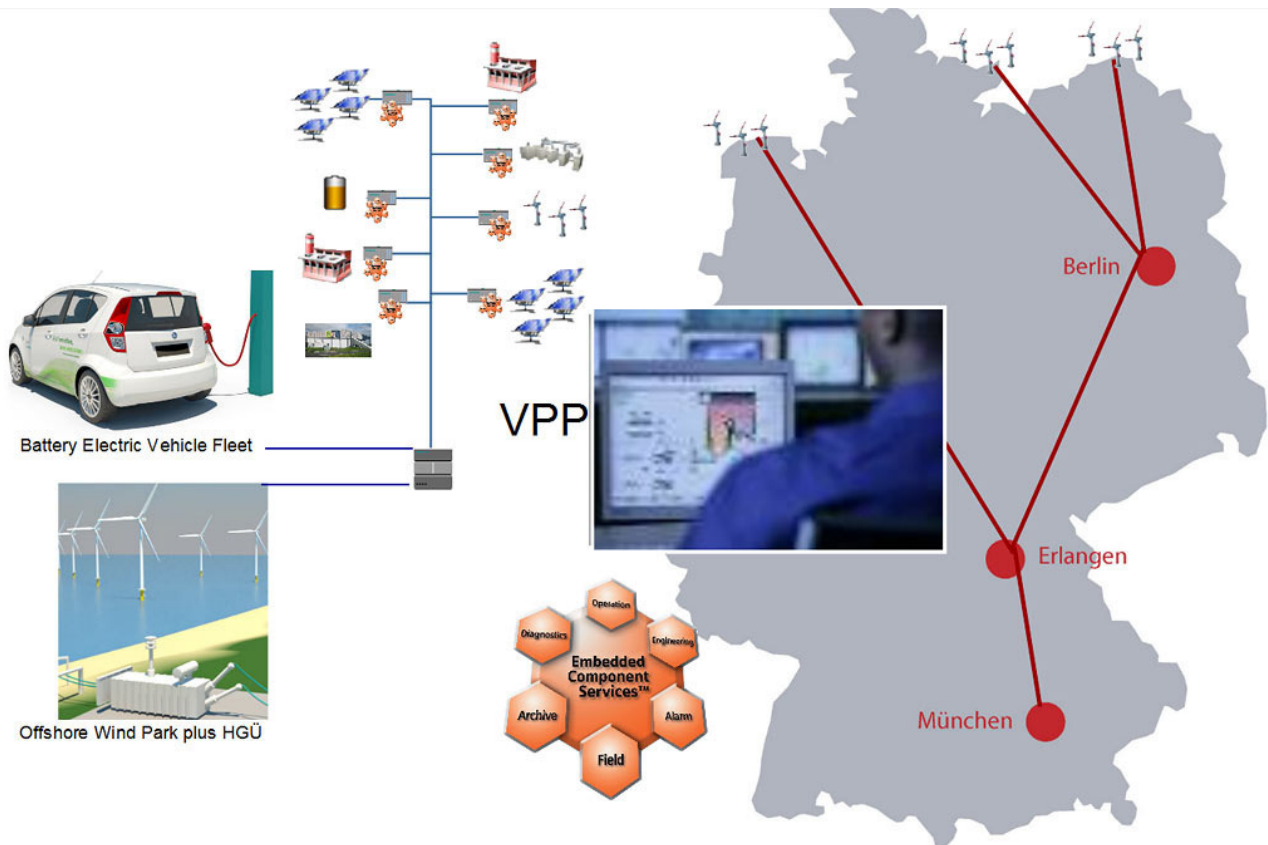 Battery Electric Vehicle Fleet
Offshore Wind Park plus HGÜ
VPP
Berlin
Erlangen
München
Operation
Diagnostics
Engineering
Embedded
Component
Services™
Archive
Alarm
Field